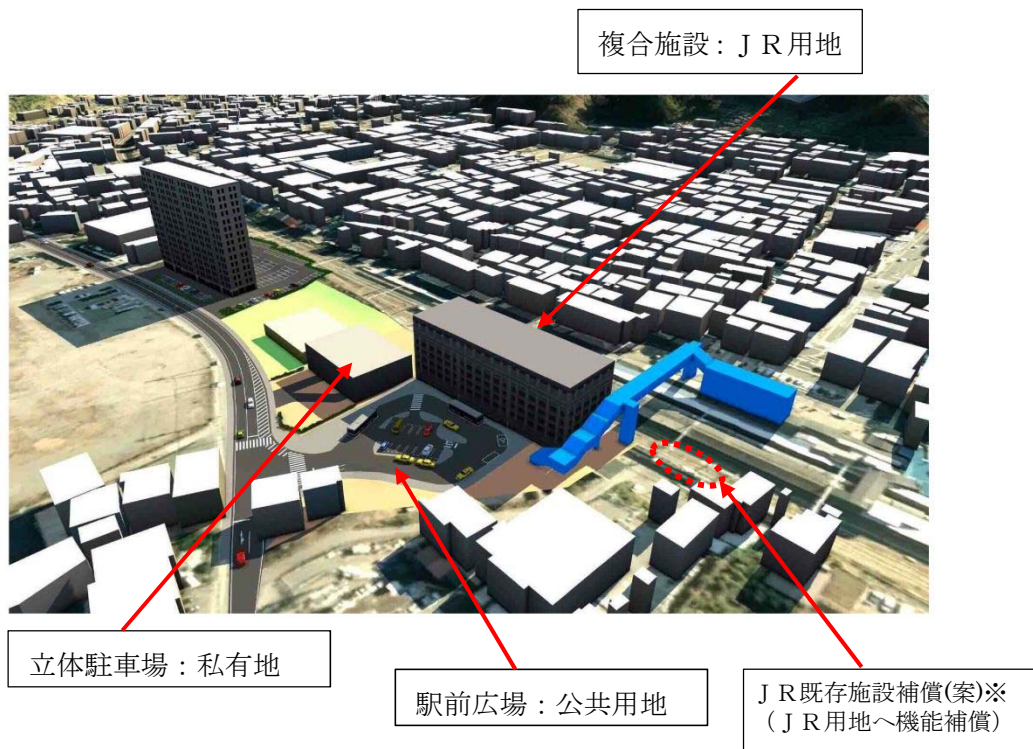 複合施設：ＪＲ用地
立体駐車場：私有地
駅前広場：公共用地
ＪＲ既存施設補償(案)※
（ＪＲ用地へ機能補償）